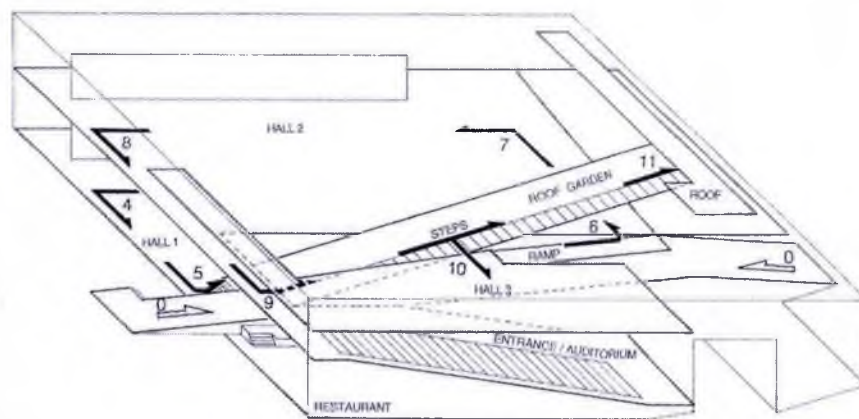 HALL 2
8
7
11
ROOF GARDEN
ROOF
4
STEPS
6
HALL 1
RAMP
10
0
5
HALL 3
9
0
ENTRANCE / AUDITORIUM
RESTAURANT